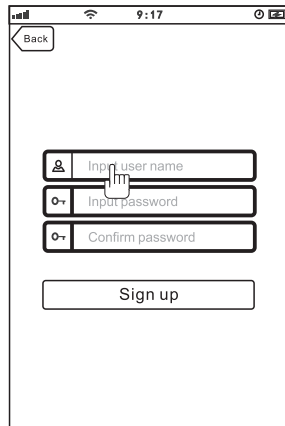 9:17
Back
Input user name
Input password
Confirm password
Sign up